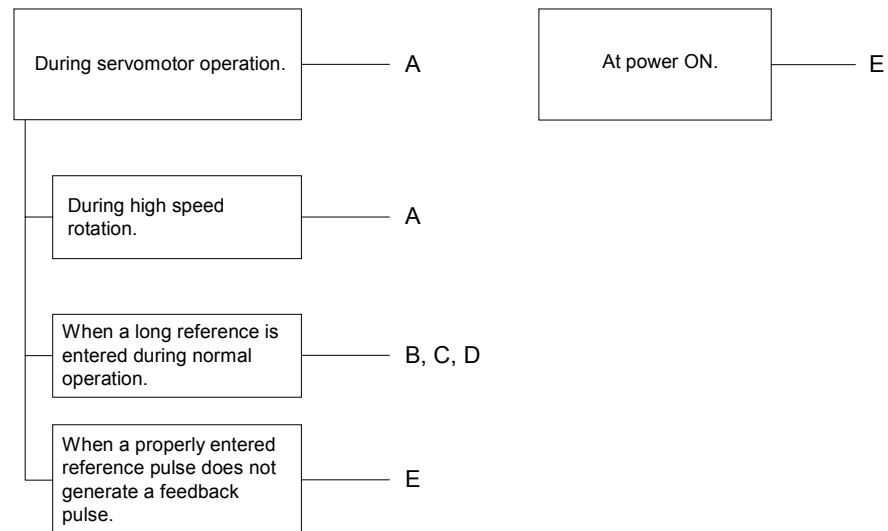 During servomotor operation.
A
At power ON.
E
During high speed
rotation.
A
When a long reference is
entered during normal
operation.
B, C, D
When a properly entered
reference pulse does not
generate a feedback
pulse.
E